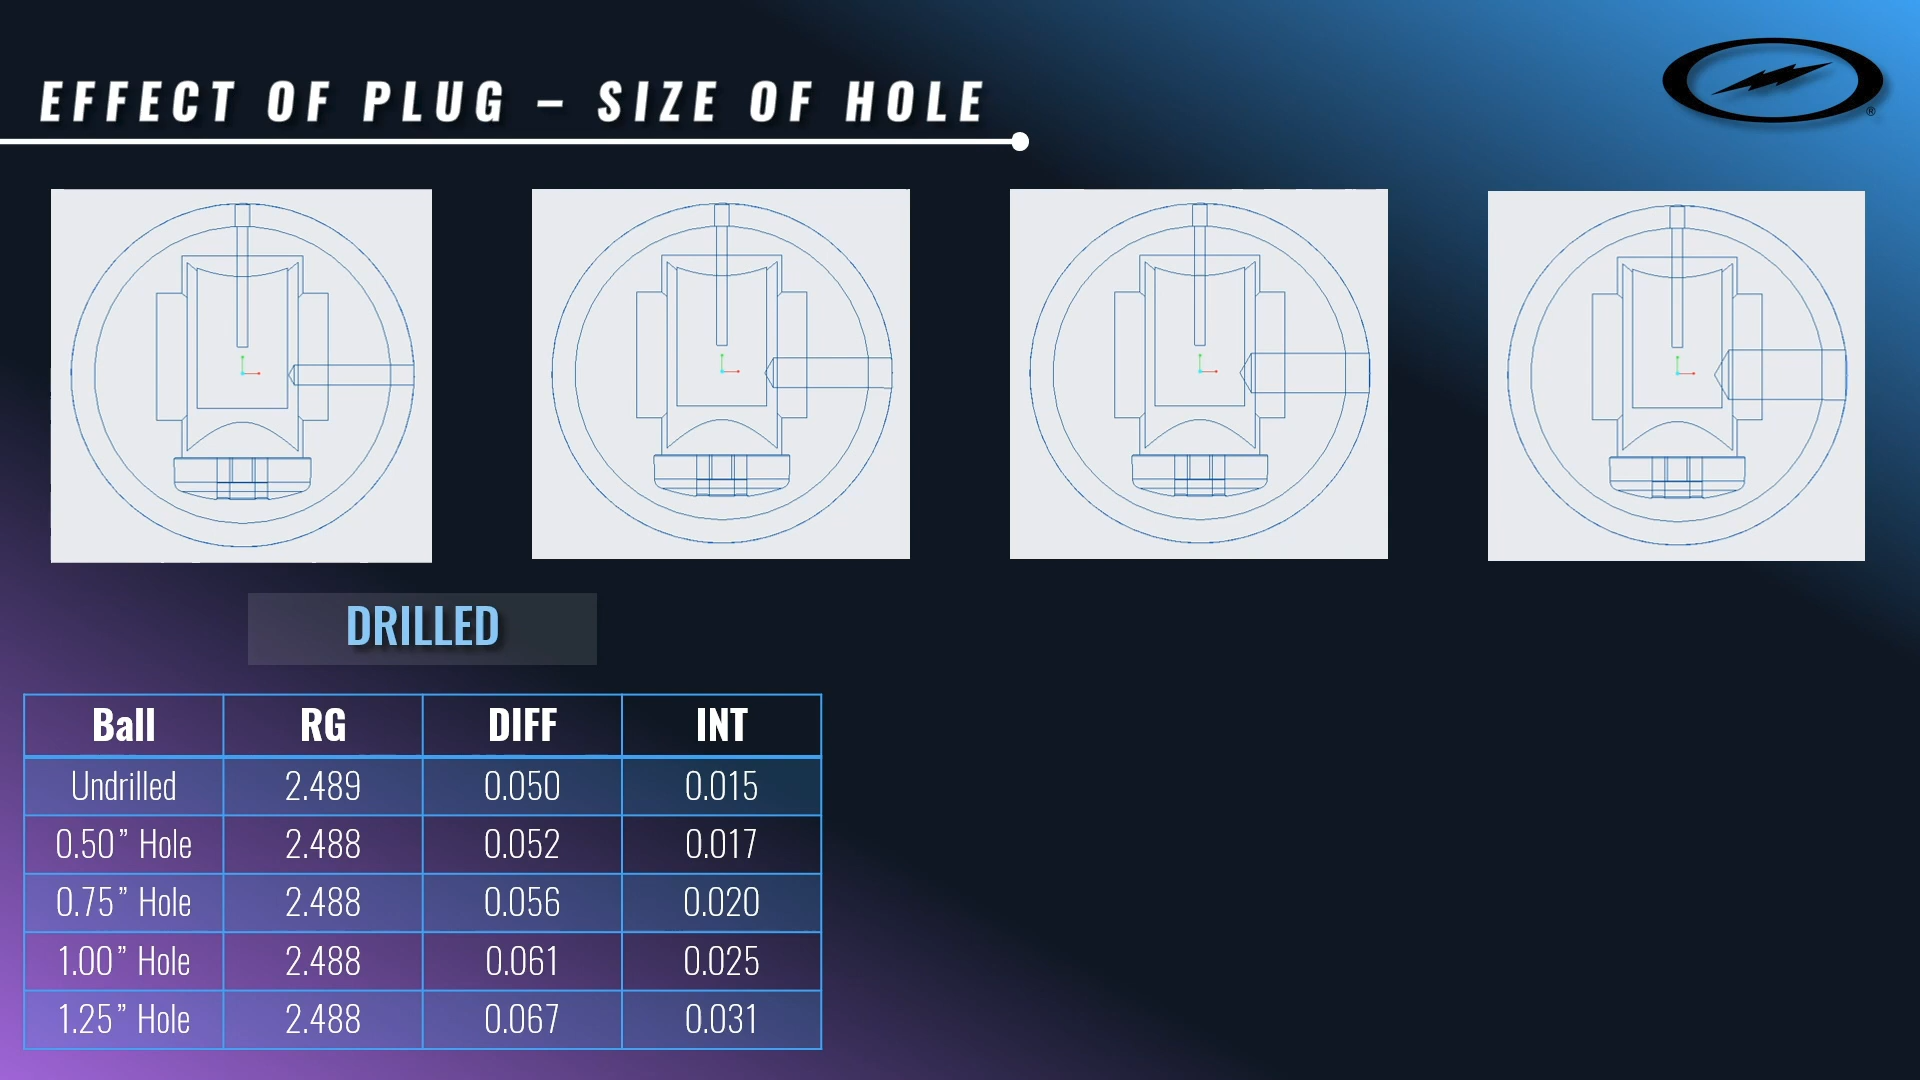 EFFECT OF PLUG – SIZE OF HOLE
®
DRILLED
Ball RG DIFF INT
Undrilled 2.489 0.050 0.015
0.50” Hole 2.488 0.052 0.017
0.75” Hole 2.488 0.056 0.020
1.00” Hole 2.488 0.061 0.025
1.25” Hole 2.488 0.067 0.031